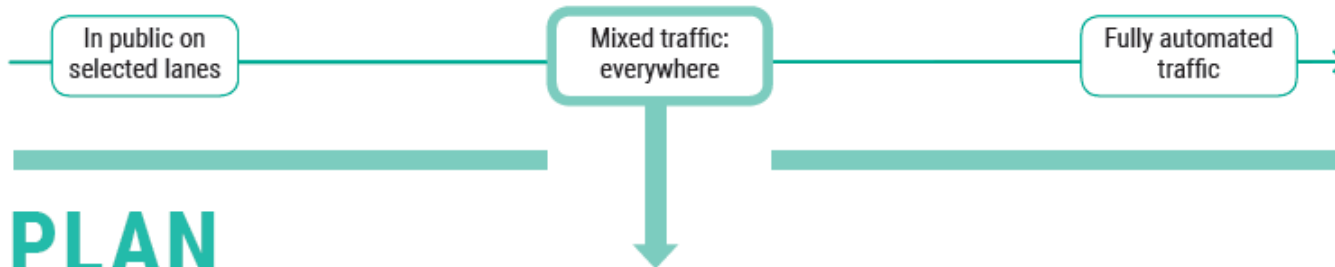 In public on
selected lanes
Mixed traffic:
everywhere
Fully automated
traffic
PLAN